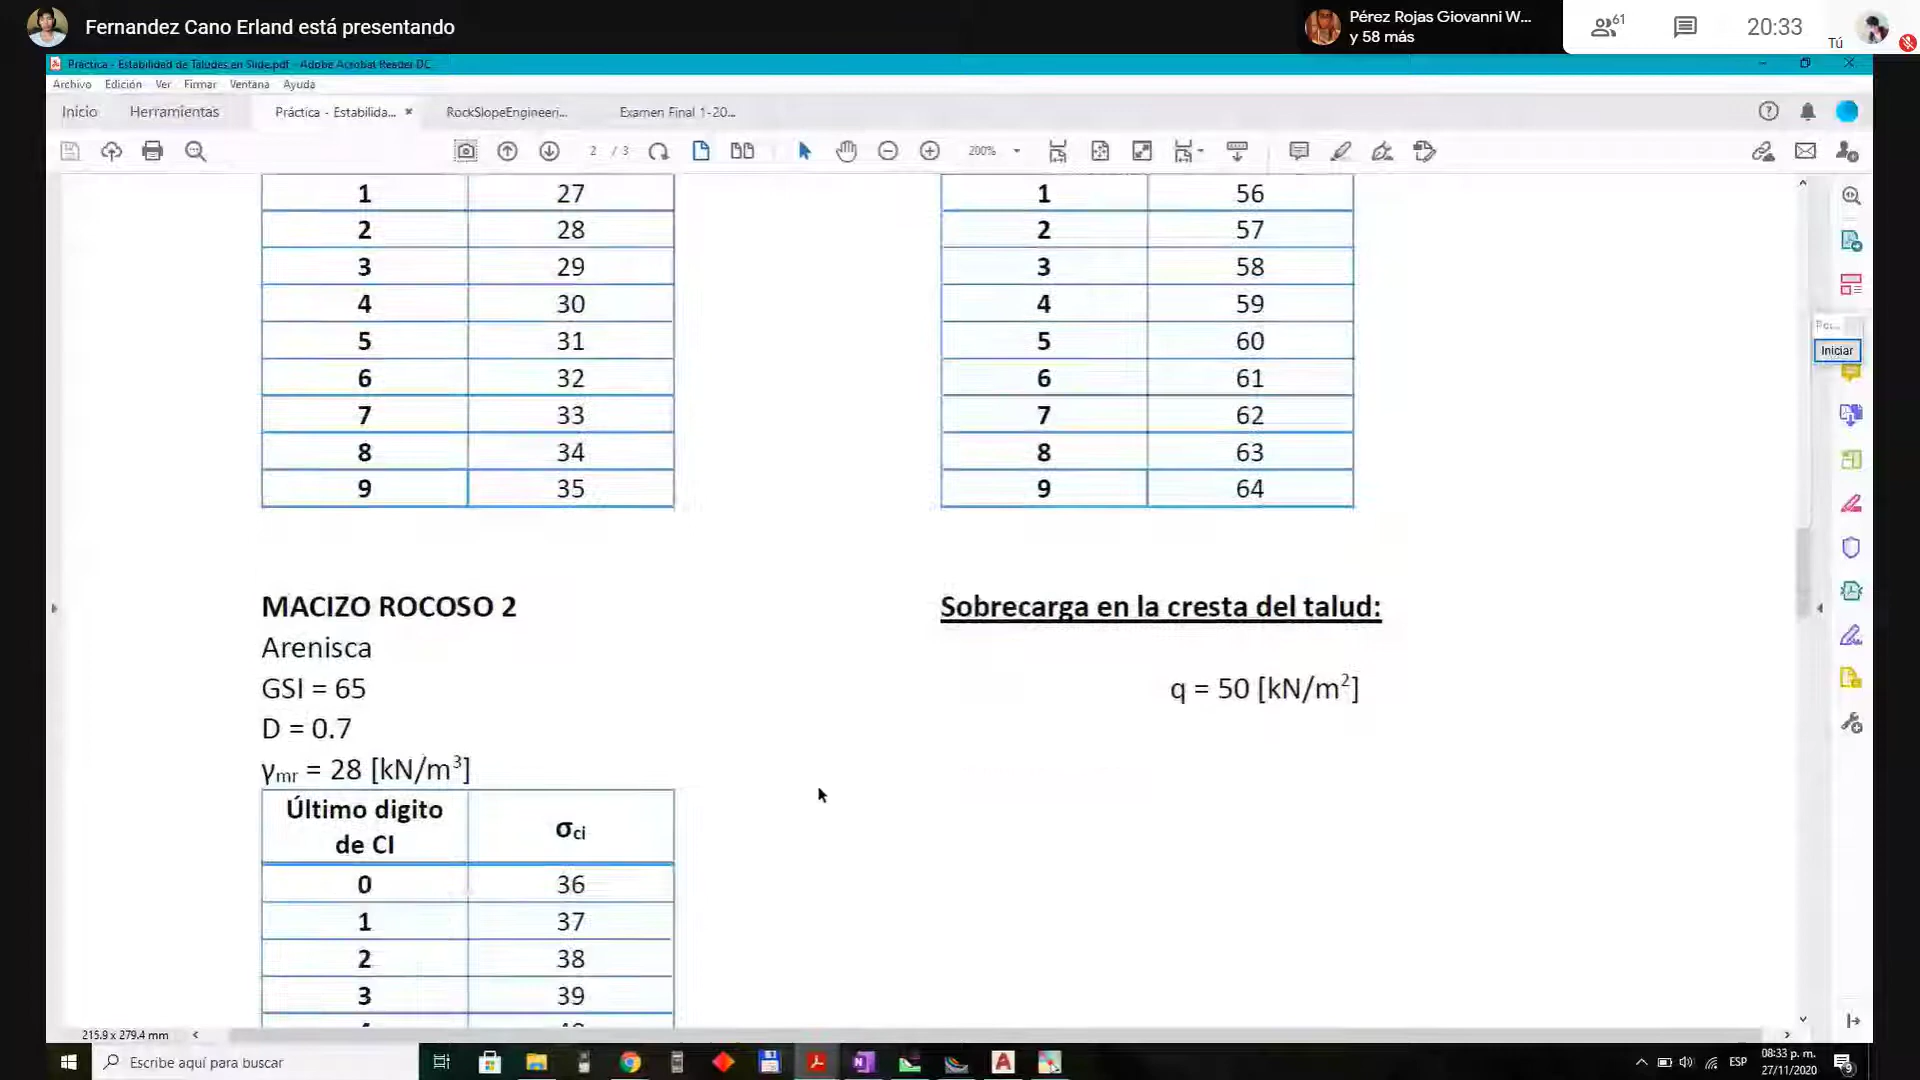 Fernandez Cano Erland está presentando
Pérez Rojas Giovanni W...
y 58 más
61
20:33
Tú
Práctica - Estabilidad de Taludes en Slide.pdf - Adobe Acrobat Reader DC
Archivo Edición Ver Firmar Ventana Ayuda
Inicio Herramientas Práctica - Estabilida... × RockSlopeEngineeri... Examen Final 1-20...
2 / 3 200%
1 27 1 56
2 28 2 57
3 29 3 58
4 30 4 59
5 31 5 60
6 32 6 61
7 33 7 62
8 34 8 63
9 35 9 64
Iniciar
MACIZO ROCOSO 2 Sobrecarga en la cresta del talud:
Arenisca
GSI = 65 q = 50 [kN/m²]
D = 0.7
γmr = 28 [kN/m³]
Último digito
de CI σci
0 36
1 37
2 38
3 39
215.9 x 279.4 mm
Escribe aquí para buscar
ESP
08:33 p. m.
27/11/2020